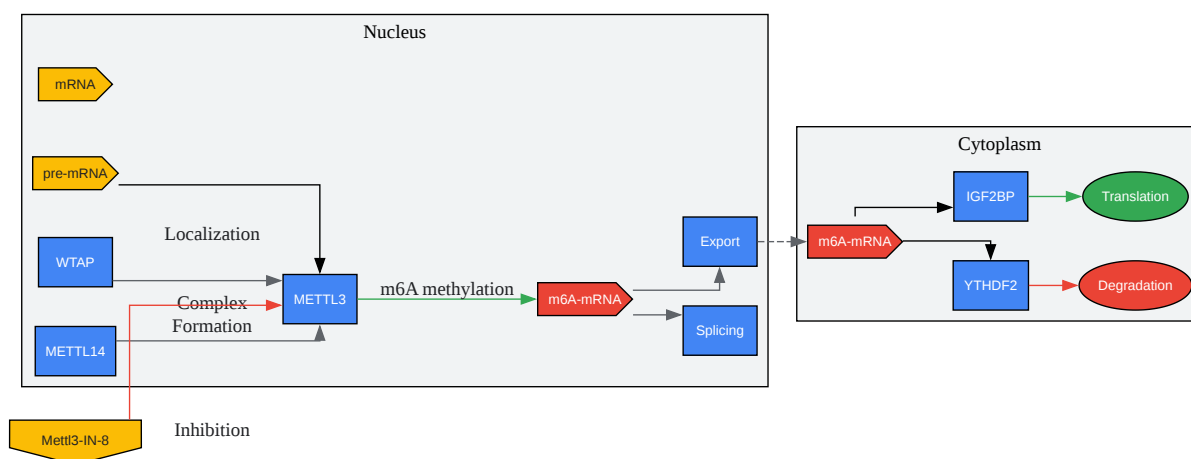 Nucleus
mRNA
pre-mRNA
Localization
WTAP
METTL3
Complex
Formation
METTL14
m6A methylation
m6A-mRNA
Export
Splicing
Mettl3-IN-8
Inhibition
Cytoplasm
m6A-mRNA
IGF2BP
Translation
YTHDF2
Degradation